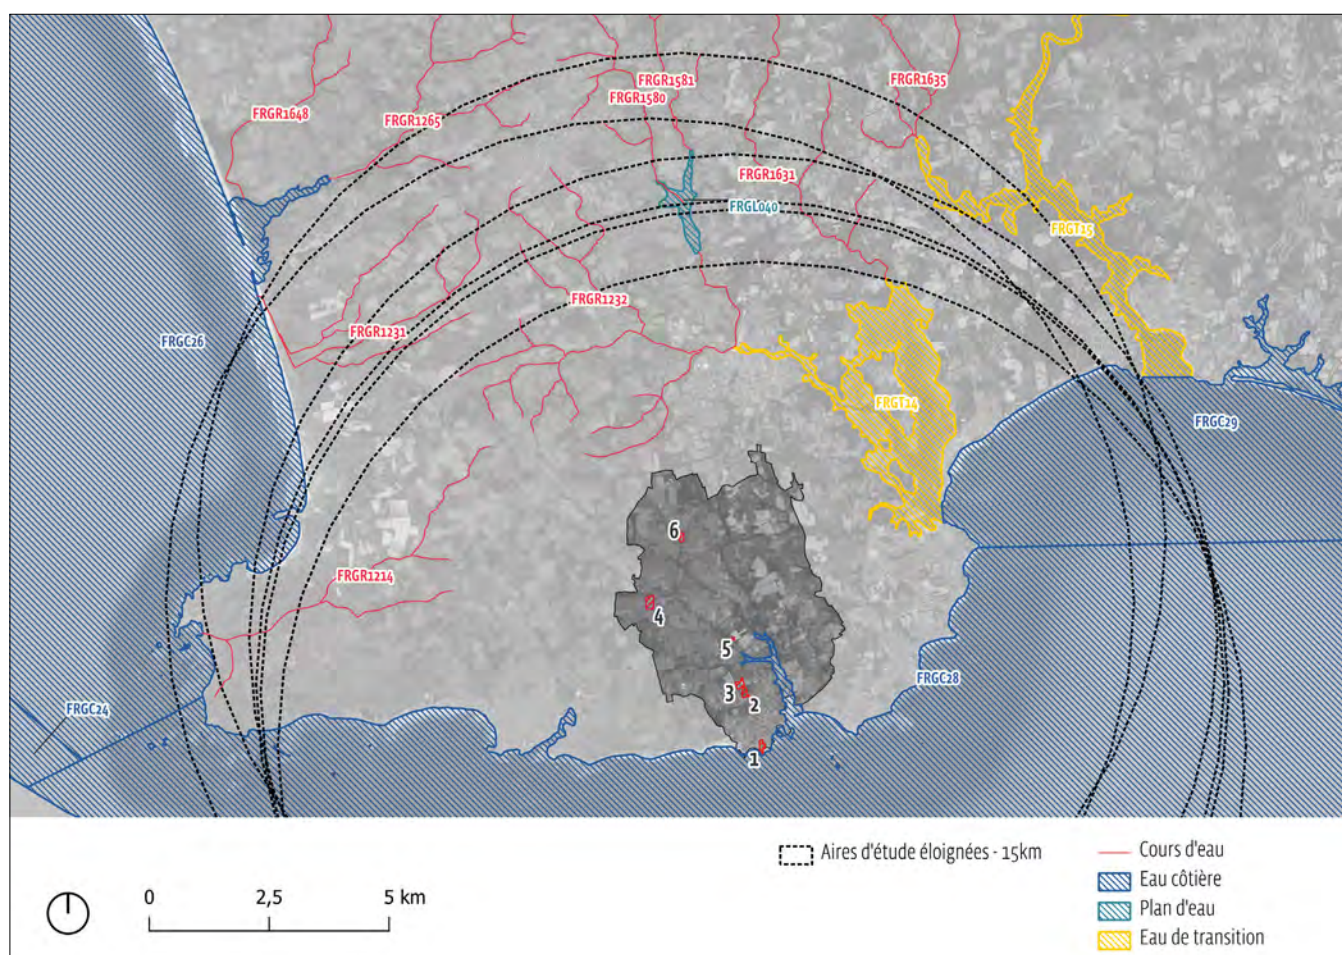 FRGR1581
FRGR1635
FRGR1580
FRGR1648
FRGR1265
FRGR1631
FRGL040
FRGT15
FRGR1232
FRGR1231
FRGC26
FRGT14
FRGC29
6
FRGR1214
4
5
FRGC28
3
2
FRGC24
1
Aires d'étude éloignées - 15km
Cours d'eau
Eau côtière
Plan d'eau
Eau de transition
0 2,5 5 km